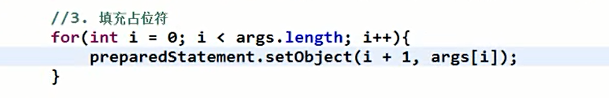 //3. 填充占位符
for(int i = 0; i < args.length; i++){
preparedStatement.setObject(i + 1, args[i]);
}